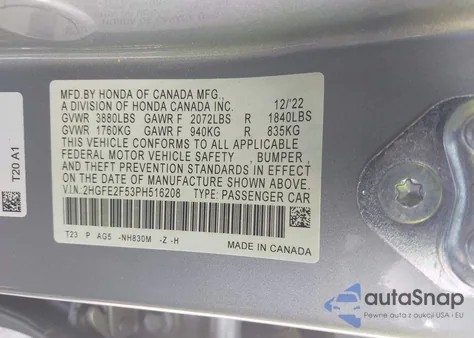 MFD.BY HONDA OF CANADA MFG.,
A DIVISION OF HONDA CANADA INC. 12/'22
GVWR 3880LBS GAWR F 2072LBS R 1840LBS
GVWR 1760KG GAWR F 940KG R 835KG
THIS VEHICLE CONFORMS TO ALL APPLICABLE
FEDERAL MOTOR VEHICLE SAFETY , BUMPER ,
AND THEFT PREVENTION STANDARDS IN EFFECT
ON THE DATE OF MANUFACTURE SHOWN ABOVE.
V.I.N:2HGFE2F53PH516208 TYPE: PASSENGER CAR
T23 P AG5 -NH830M -Z -H
MADE IN CANADA
T20 A1
autoSnap
Pewne auta z aukcji USA i EU